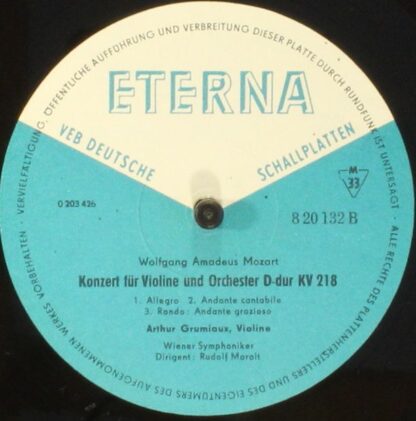 VERVIELFÄLTIGUNG, ÖFFENTLICHE AUFFÜHRUNG UND VERBREITUNG DIESER PLATTE DURCH RUNDFUNK IST UNTERSAGT · ALLE RECHTE DES PLATTENHERSTELLERS UND DES EIGENTÜMERS DES AUFGENOMMENEN WERKES VORBEHALTEN ·
ETERNA
VEB DEUTSCHE
SCHALLPLATTEN
M
33
0 203 426
8 20 132 B
Wolfgang Amadeus Mozart
Konzert für Violine und Orchester D-dur KV 218
1. Allegro 2. Andante cantabile
3. Rondo: Andante grazioso
Arthur Grumiaux, Violine
Wiener Symphoniker
Dirigent: Rudolf Moralt